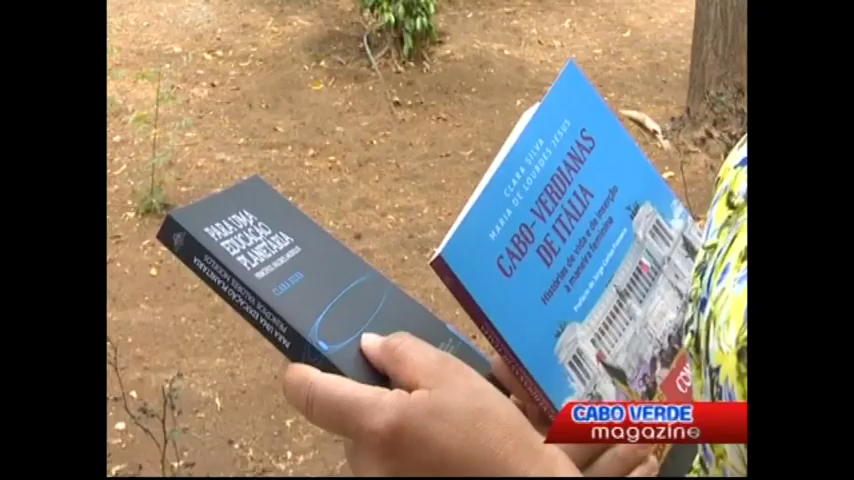 PARA UMA
EDUCAÇÃO
PLANETÁRIA
PARA UMA EDUCAÇÃO PLANETÁRIA
CLARA SILVA
MARIA DE LOURDES JESUS
CABO-VERDIANAS
DE ITÁLIA
Histórias de vida e de inserção
à maneira feminina
CABO VERDE
magazine